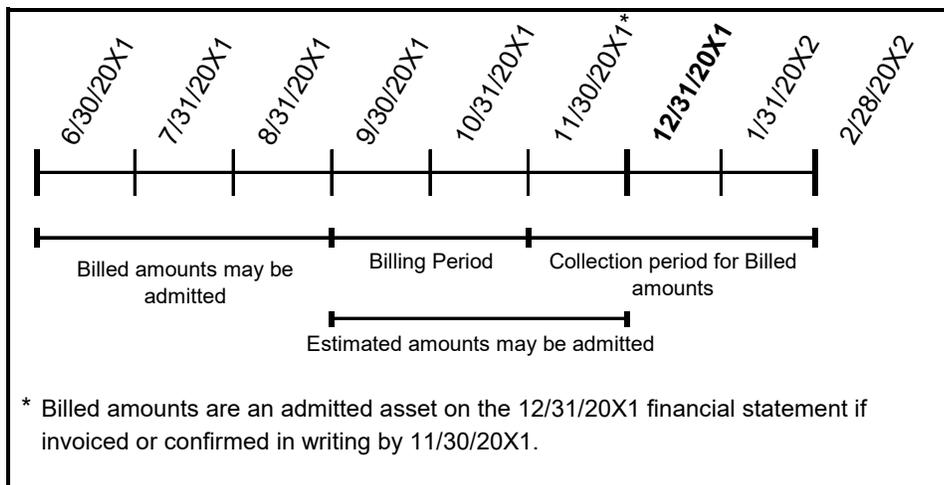 6/30/20X1
7/31/20X1
8/31/20X1
9/30/20X1
10/31/20X1
11/30/20X1*
12/31/20X1
1/31/20X2
2/28/20X2
Billed amounts may be
admitted
Billing Period
Collection period for Billed
amounts
Estimated amounts may be admitted
* Billed amounts are an admitted asset on the 12/31/20X1 financial statement if
invoiced or confirmed in writing by 11/30/20X1.